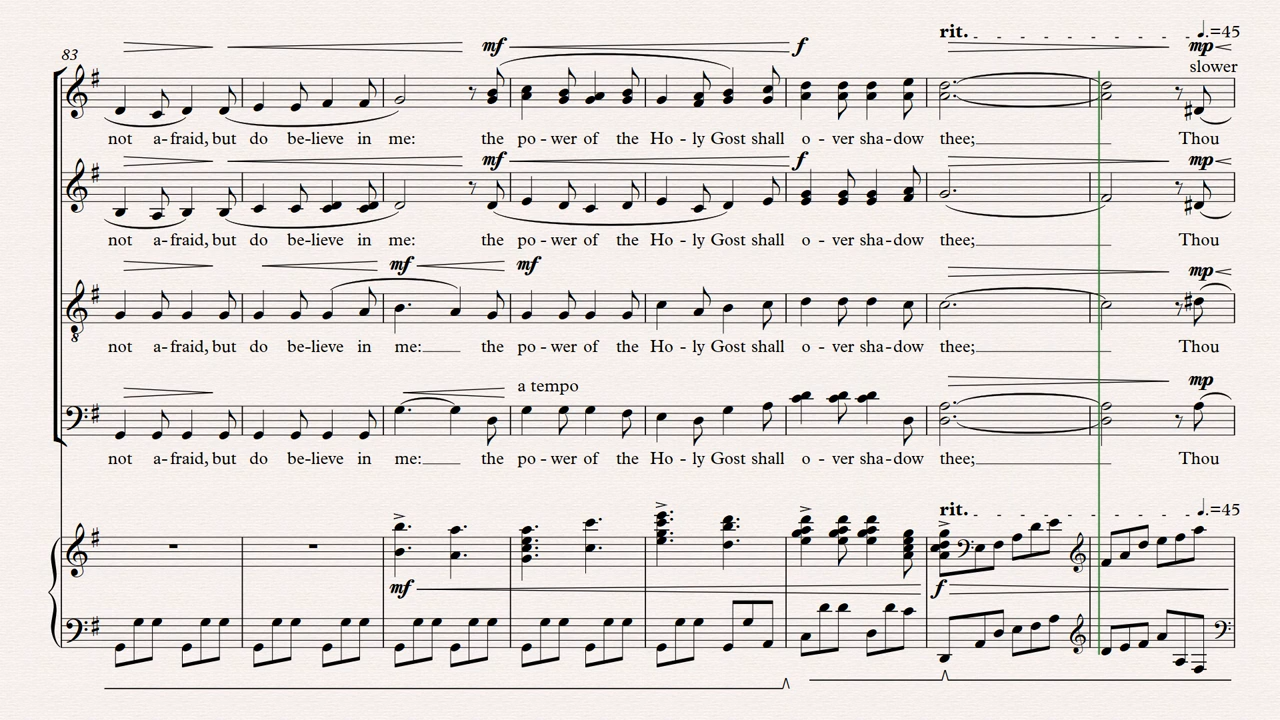 rit. ♩.=45
83 mf f mp
slower
not a-fraid, but do be-lieve in me: the po-wer of the Ho-ly Gost shall o-ver sha-dow thee; Thou
mf f mp
not a-fraid, but do be-lieve in me: the po-wer of the Ho-ly Gost shall o-ver sha-dow thee; Thou
mf mf mp
not a-fraid, but do be-lieve in me: the po-wer of the Ho-ly Gost shall o-ver sha-dow thee; Thou
a tempo mp
not a-fraid, but do be-lieve in me: the po-wer of the Ho-ly Gost shall o-ver sha-dow thee; Thou
rit. ♩.=45
mf f